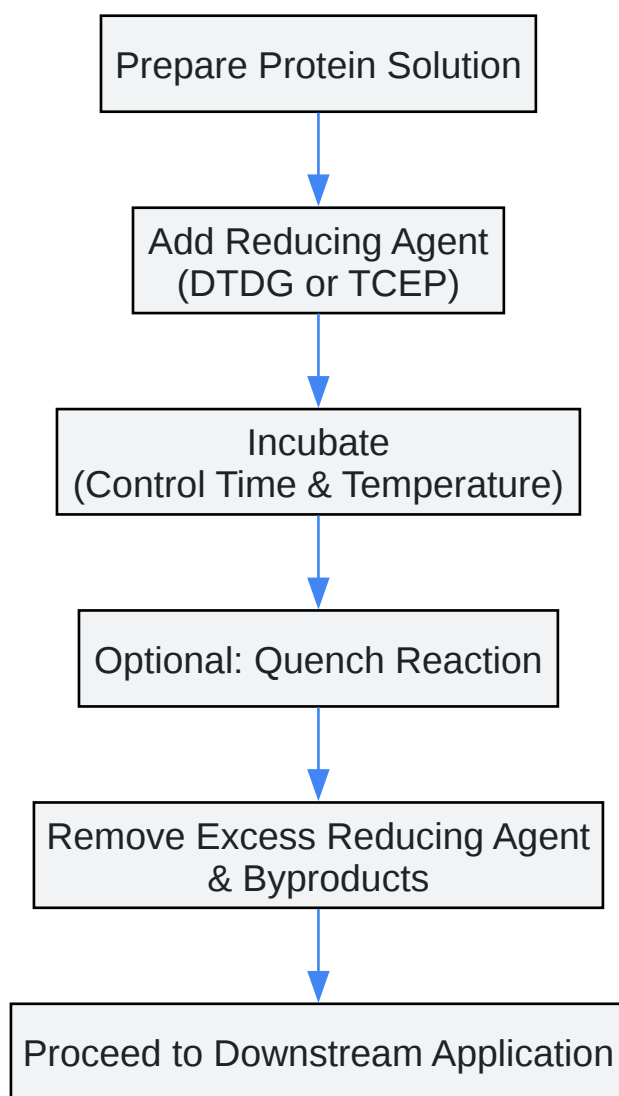 Prepare Protein Solution
Add Reducing Agent
(DTDG or TCEP)
Incubate
(Control Time & Temperature)
Optional: Quench Reaction
Remove Excess Reducing Agent
& Byproducts
Proceed to Downstream Application